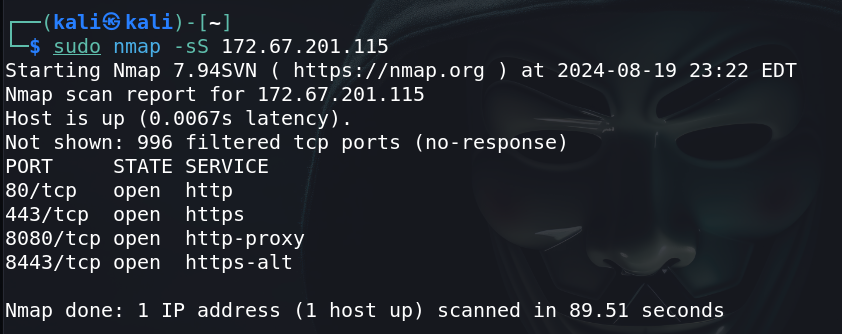 ┌──(kali㉿kali)-[~]
└─$ sudo nmap -sS 172.67.201.115
Starting Nmap 7.94SVN ( https://nmap.org ) at 2024-08-19 23:22 EDT
Nmap scan report for 172.67.201.115
Host is up (0.0067s latency).
Not shown: 996 filtered tcp ports (no-response)
PORT     STATE SERVICE
80/tcp   open  http
443/tcp  open  https
8080/tcp open  http-proxy
8443/tcp open  https-alt
Nmap done: 1 IP address (1 host up) scanned in 89.51 seconds